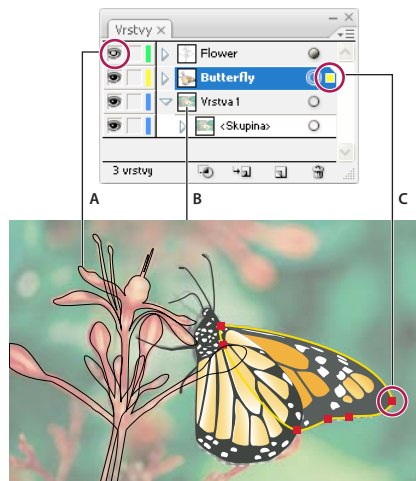 Vrstvy ×
Flower
Butterfly
Vrstva 1
<Skupina>
3 vrstvy
A B C